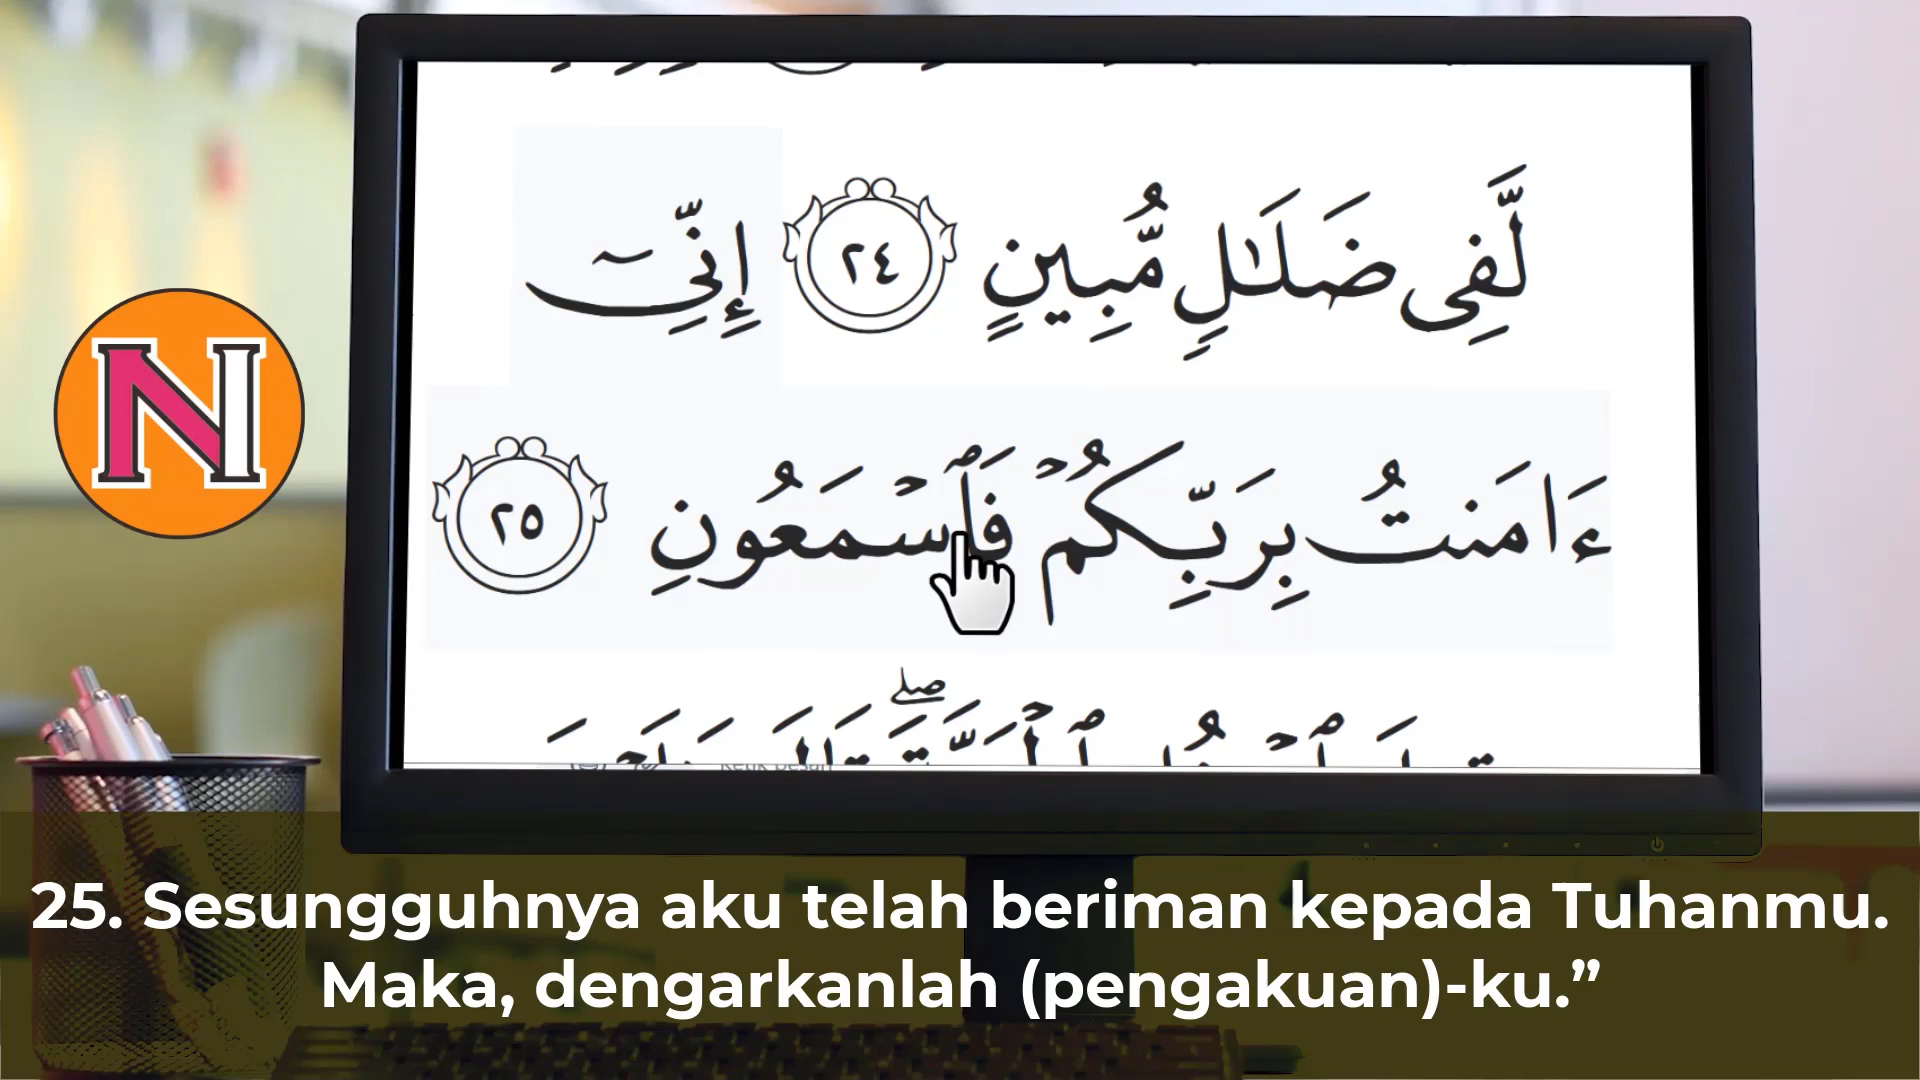 لَّفِى ضَلَـٰلٍ مُّبِينٍ ٢٤ إِنِّىٓ
ءَامَنتُ بِرَبِّكُمْ فَٱسْمَعُونِ ٢٥
N
25. Sesungguhnya aku telah beriman kepada Tuhanmu.
Maka, dengarkanlah (pengakuan)-ku.”